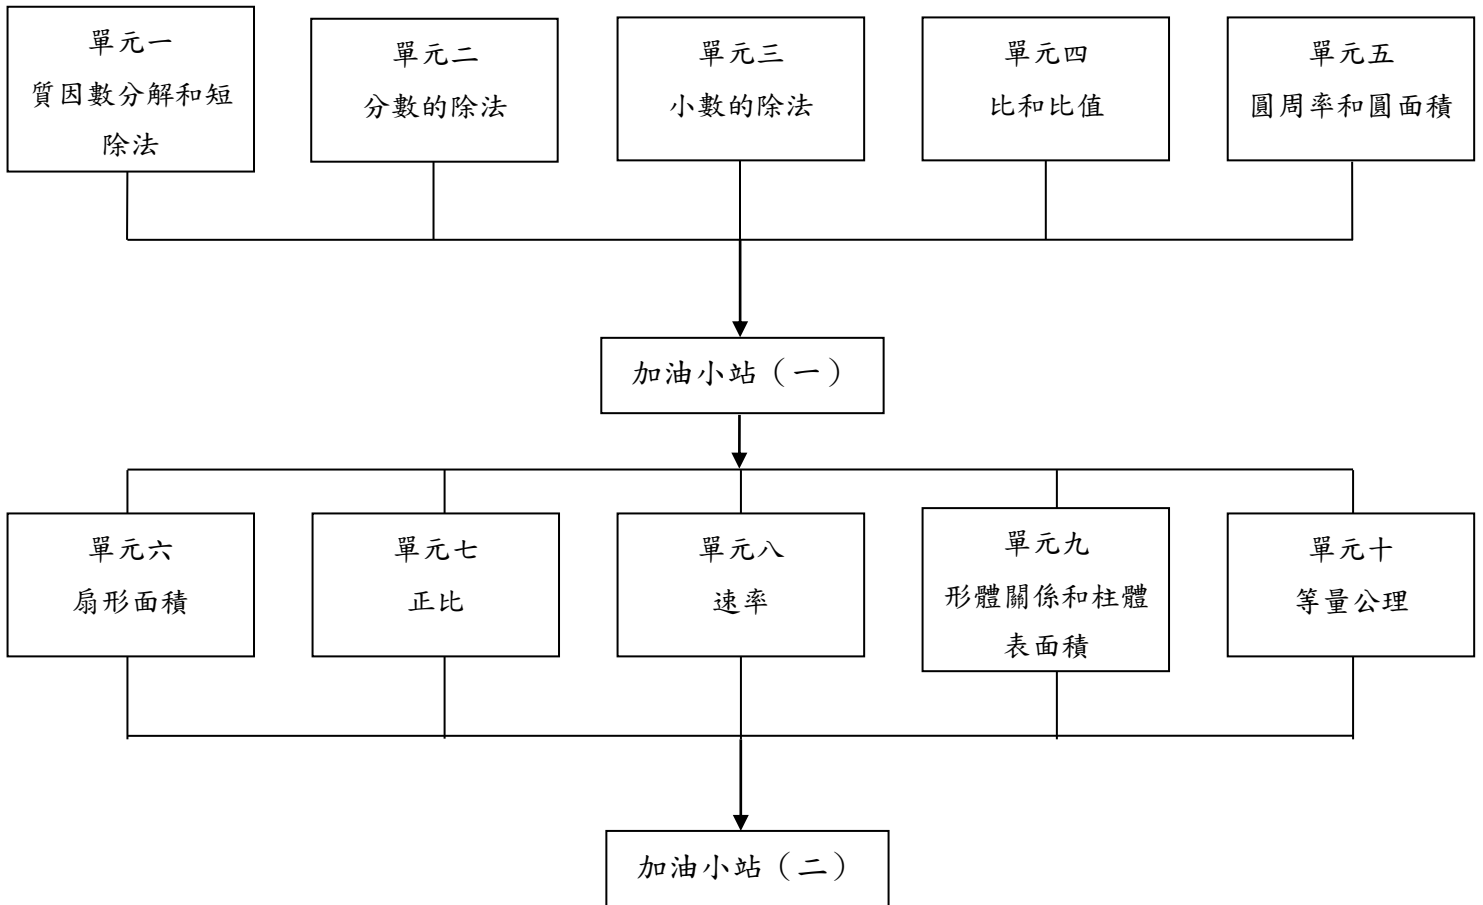 單元一
質因數分解和短
除法
單元二
分數的除法
單元三
小數的除法
單元四
比和比值
單元五
圓周率和圓面積
加油小站（一）
單元六
扇形面積
單元七
正比
單元八
速率
單元九
形體關係和柱體
表面積
單元十
等量公理
加油小站（二）